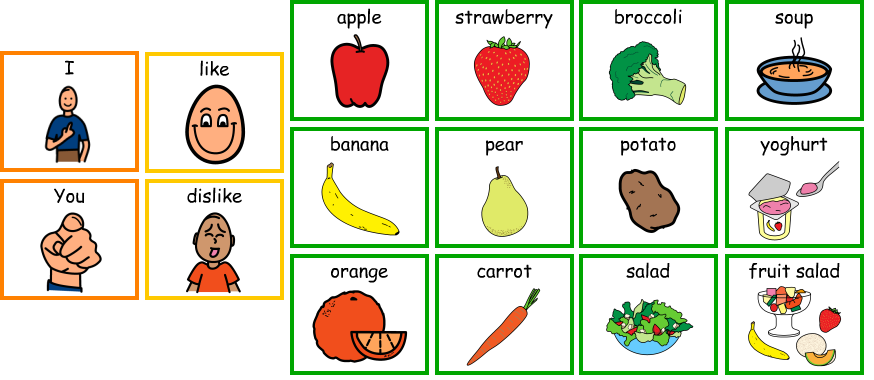 I
like
You
dislike
apple
strawberry
broccoli
soup
banana
pear
potato
yoghurt
orange
carrot
salad
fruit salad